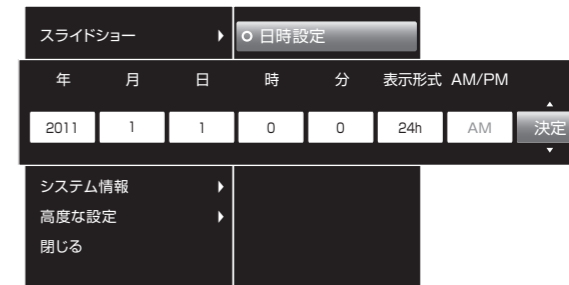 スライドショー
日時設定
年 月 日 時 分 表示形式 AM/PM
2011 1 1 0 0 24h AM 決定
システム情報
高度な設定
閉じる